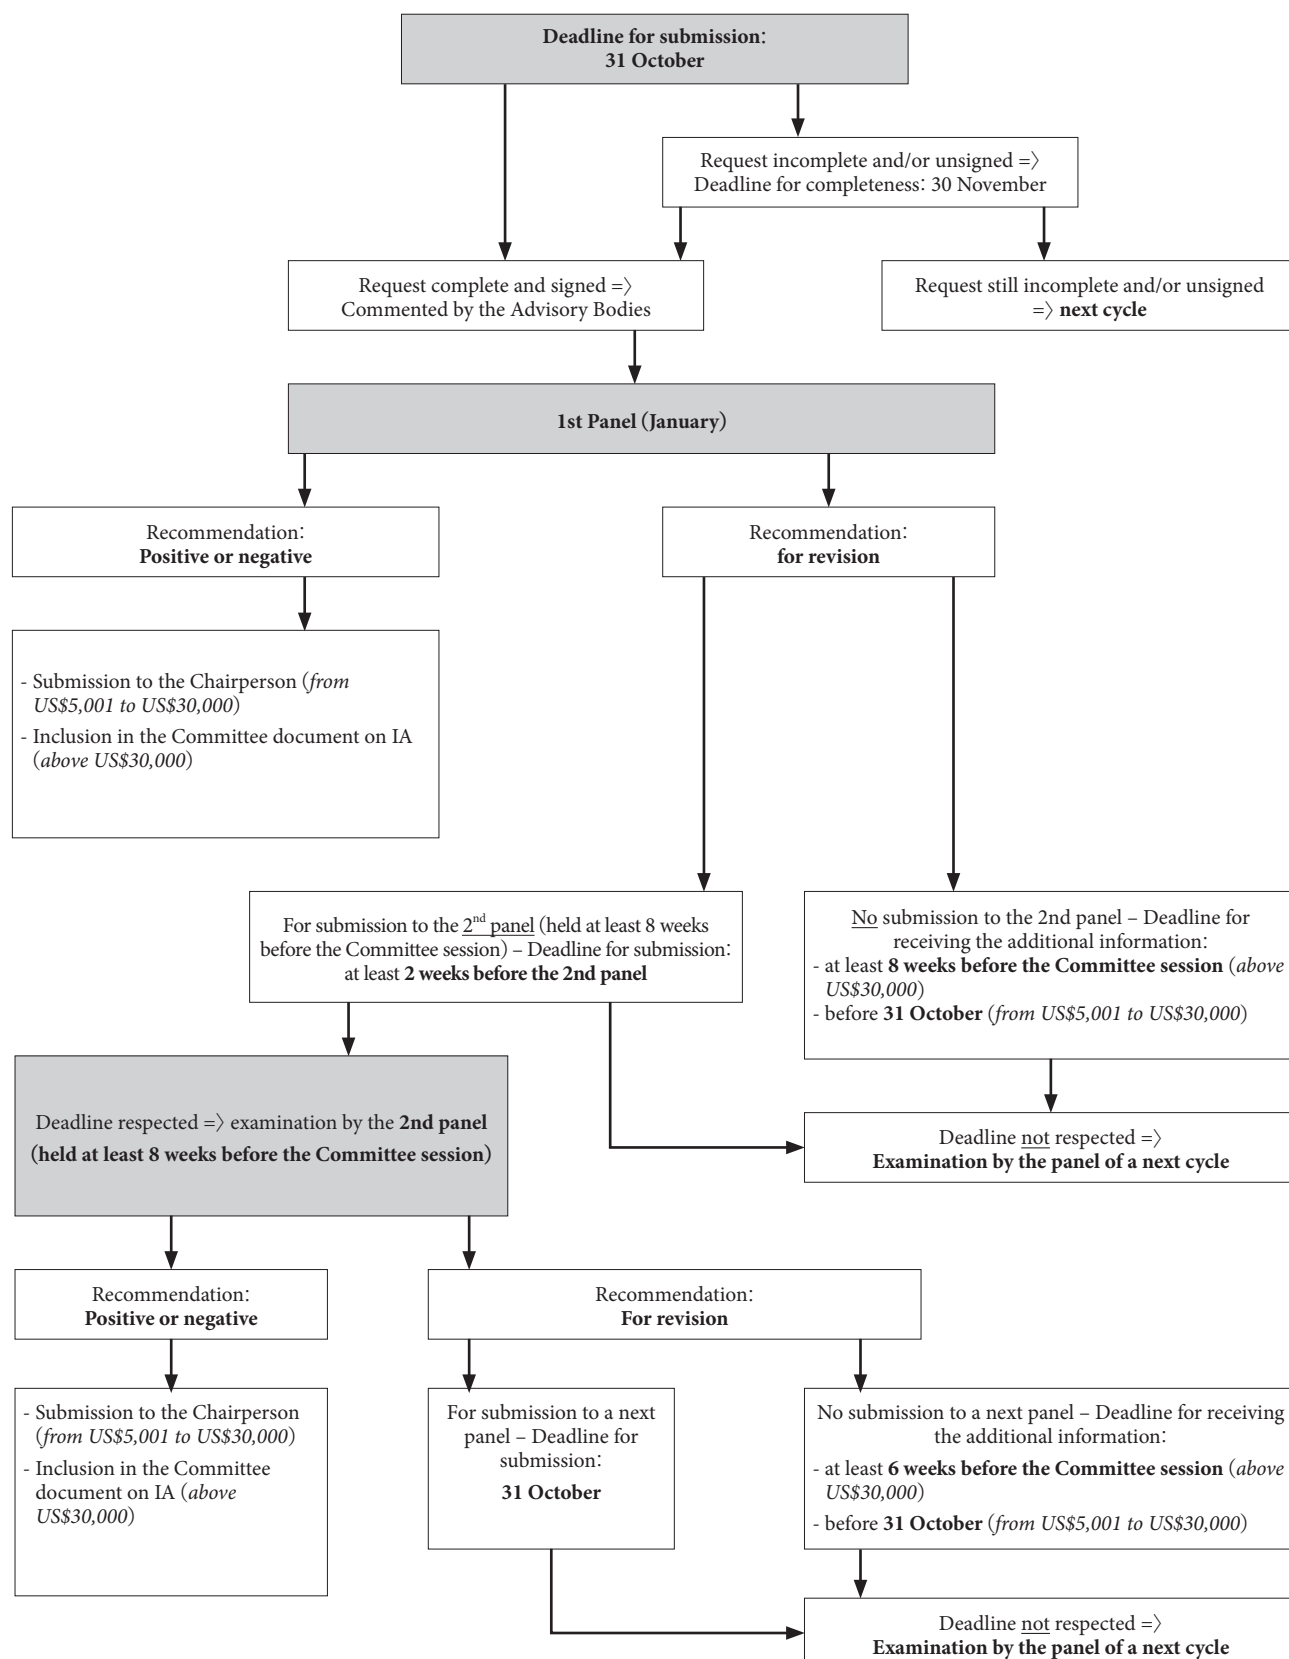 Deadline for submission:
31 October
Request incomplete and/or unsigned =〉
Deadline for completeness: 30 November
Request complete and signed =〉
Commented by the Advisory Bodies
Request still incomplete and/or unsigned
=〉 next cycle
1st Panel (January)
Recommendation:
Positive or negative
Recommendation:
for revision
- Submission to the Chairperson (from
US$5,001 to US$30,000)
- Inclusion in the Committee document on IA
(above US$30,000)
For submission to the 2nd panel (held at least 8 weeks
before the Committee session) – Deadline for submission:
at least 2 weeks before the 2nd panel
No submission to the 2nd panel – Deadline for
receiving the additional information:
- at least 8 weeks before the Committee session (above
US$30,000)
- before 31 October (from US$5,001 to US$30,000)
Deadline respected =〉 examination by the 2nd panel
(held at least 8 weeks before the Committee session)
Deadline not respected =〉
Examination by the panel of a next cycle
Recommendation:
Positive or negative
Recommendation:
For revision
- Submission to the Chairperson
(from US$5,001 to US$30,000)
- Inclusion in the Committee
document on IA (above
US$30,000)
For submission to a next
panel – Deadline for
submission:
31 October
No submission to a next panel – Deadline for receiving
the additional information:
- at least 6 weeks before the Committee session (above
US$30,000)
- before 31 October (from US$5,001 to US$30,000)
Deadline not respected =〉
Examination by the panel of a next cycle